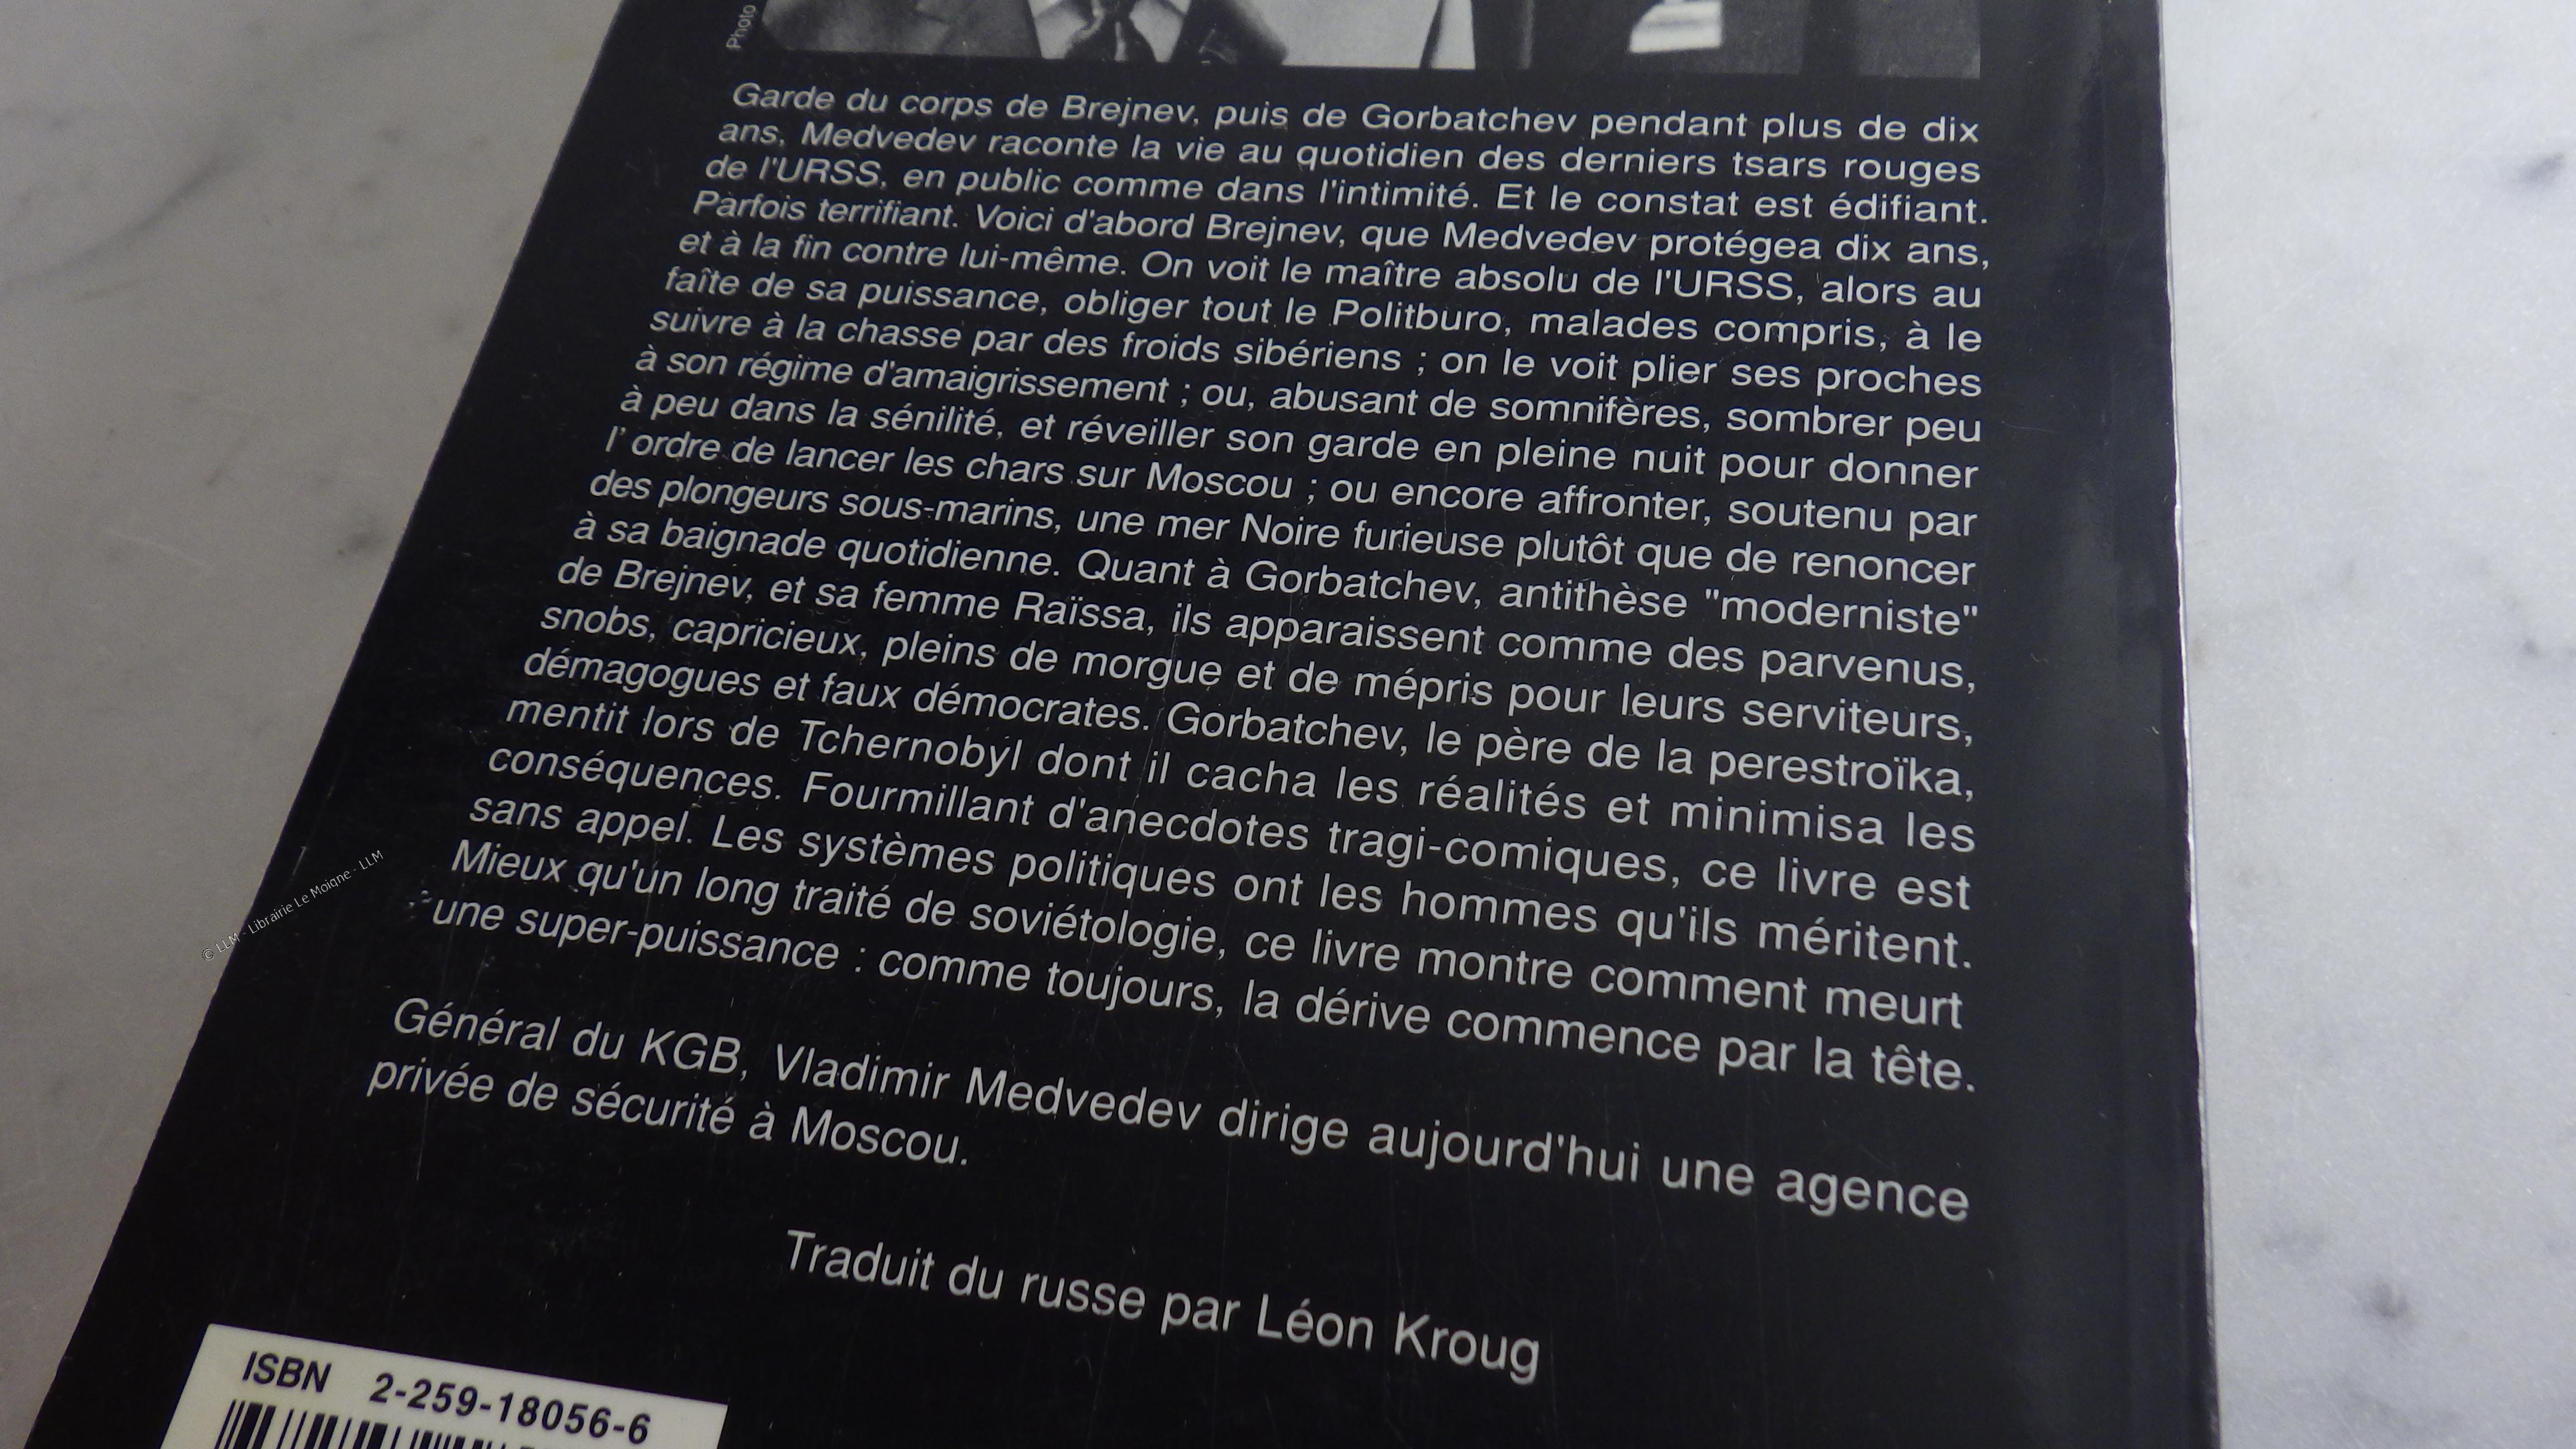 Photo
Garde du corps de Brejnev, puis de Gorbatchev pendant plus de dix
ans, Medvedev raconte la vie au quotidien des derniers tsars rouges
de l'URSS, en public comme dans l'intimité. Et le constat est édifiant.
Parfois terrifiant. Voici d'abord Brejnev, que Medvedev protégea dix ans,
et à la fin contre lui-même. On voit le maître absolu de l'URSS, alors au
faîte de sa puissance, obliger tout le Politburo, malades compris, à le
suivre à la chasse par des froids sibériens ; on le voit plier ses proches
à son régime d'amaigrissement ; ou, abusant de somnifères, sombrer peu
à peu dans la sénilité, et réveiller son garde en pleine nuit pour donner
l'ordre de lancer les chars sur Moscou ; ou encore affronter, soutenu par
des plongeurs sous-marins, une mer Noire furieuse plutôt que de renoncer
à sa baignade quotidienne. Quant à Gorbatchev, antithèse "moderniste"
de Brejnev, et sa femme Raïssa, ils apparaissent comme des parvenus,
snobs, capricieux, pleins de morgue et de mépris pour leurs serviteurs,
démagogues et faux démocrates. Gorbatchev, le père de la perestroïka,
mentit lors de Tchernobyl dont il cacha les réalités et minimisa les
conséquences. Fourmillant d'anecdotes tragi-comiques, ce livre est
sans appel. Les systèmes politiques ont les hommes qu'ils méritent.
Mieux qu'un long traité de soviétologie, ce livre montre comment meurt
une super-puissance : comme toujours, la dérive commence par la tête.
Général du KGB, Vladimir Medvedev dirige aujourd'hui une agence
privée de sécurité à Moscou.
Traduit du russe par Léon Kroug
ISBN 2-259-18056-6
© LLM - Librairie Le Moigne - LLM